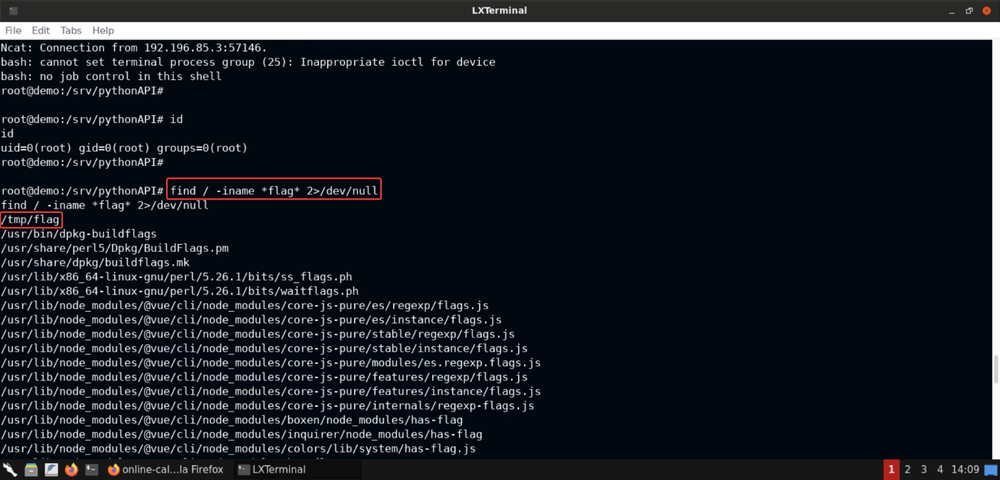 LXTerminal
File Edit Tabs Help
Ncat: Connection from 192.196.85.3:57146.
bash: cannot set terminal process group (25): Inappropriate ioctl for device
bash: no job control in this shell
root@demo:/srv/pythonAPI#
root@demo:/srv/pythonAPI# id
id
uid=0(root) gid=0(root) groups=0(root)
root@demo:/srv/pythonAPI#
root@demo:/srv/pythonAPI# find / -iname *flag* 2>/dev/null
find / -iname *flag* 2>/dev/null
/tmp/flag
/usr/bin/dpkg-buildflags
/usr/share/perl5/Dpkg/BuildFlags.pm
/usr/share/dpkg/buildflags.mk
/usr/lib/x86_64-linux-gnu/perl/5.26.1/bits/ss_flags.ph
/usr/lib/x86_64-linux-gnu/perl/5.26.1/bits/waitflags.ph
/usr/lib/node_modules/@vue/cli/node_modules/core-js-pure/es/regexp/flags.js
/usr/lib/node_modules/@vue/cli/node_modules/core-js-pure/es/instance/flags.js
/usr/lib/node_modules/@vue/cli/node_modules/core-js-pure/stable/regexp/flags.js
/usr/lib/node_modules/@vue/cli/node_modules/core-js-pure/stable/instance/flags.js
/usr/lib/node_modules/@vue/cli/node_modules/core-js-pure/modules/es.regexp.flags.js
/usr/lib/node_modules/@vue/cli/node_modules/core-js-pure/features/regexp/flags.js
/usr/lib/node_modules/@vue/cli/node_modules/core-js-pure/features/instance/flags.js
/usr/lib/node_modules/@vue/cli/node_modules/core-js-pure/internals/regexp-flags.js
/usr/lib/node_modules/@vue/cli/node_modules/boxen/node_modules/has-flag
/usr/lib/node_modules/@vue/cli/node_modules/inquirer/node_modules/has-flag
/usr/lib/node_modules/@vue/cli/node_modules/colors/lib/system/has-flag.js
online-cal...la Firefox LXTerminal 1 2 3 4 14:09